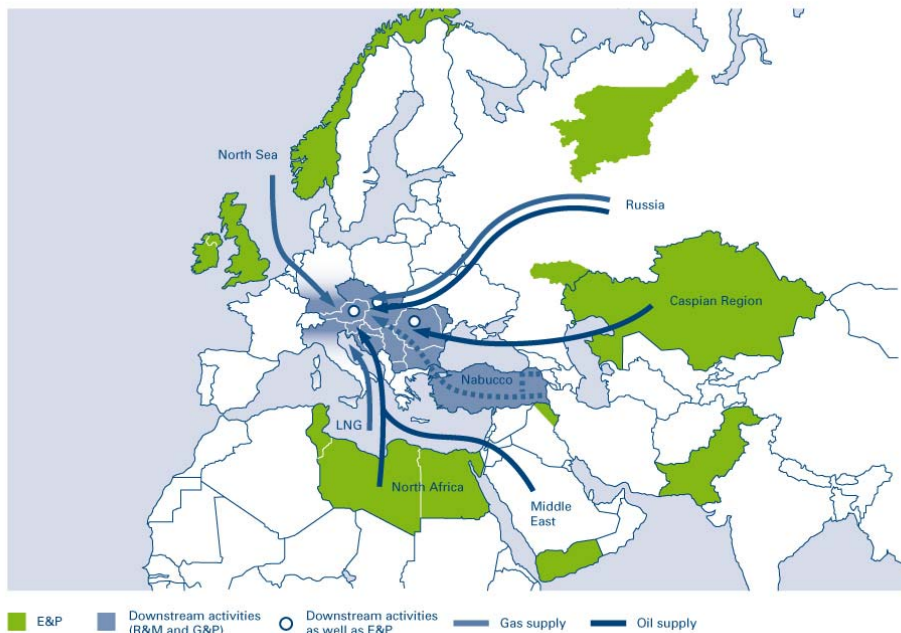 North Sea
Russia
Caspian Region
Nabucco
LNG
North Africa
Middle
East
E&P
Downstream activities
(R&M and G&P)
Downstream activities
as well as E&P
Gas supply
Oil supply